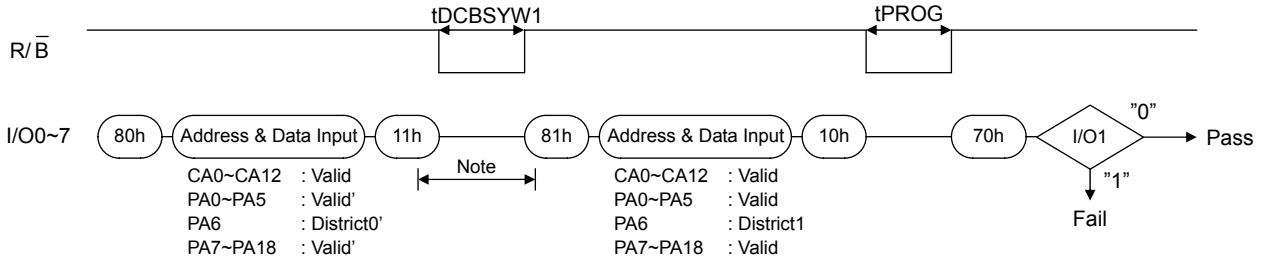 tDCBSYW1
tPROG
R/B̅
I/O0~7
80h
Address & Data Input
11h
81h
Address & Data Input
10h
70h
I/O1
”0”
Pass
”1”
Fail
Note
CA0~CA12 : Valid
PA0~PA5 : Valid’
PA6 : District0’
PA7~PA18 : Valid’
CA0~CA12 : Valid
PA0~PA5 : Valid
PA6 : District1
PA7~PA18 : Valid